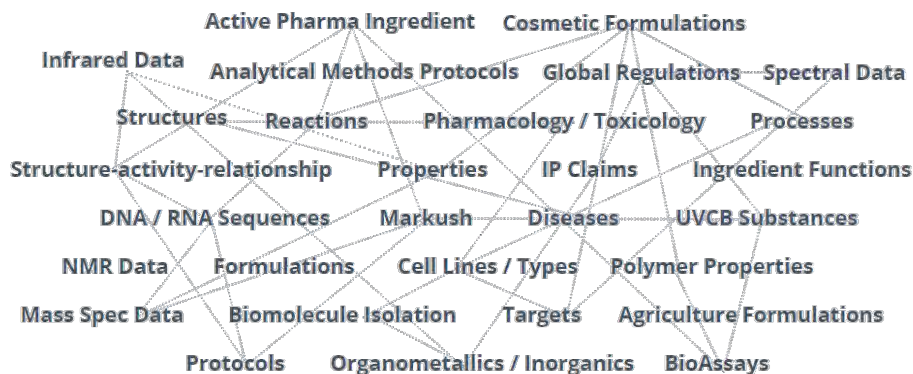 Active Pharma Ingredient Cosmetic Formulations
Infrared Data Analytical Methods Protocols Global Regulations Spectral Data
Structures Reactions Pharmacology / Toxicology Processes
Structure-activity-relationship Properties IP Claims Ingredient Functions
DNA / RNA Sequences Markush Diseases UVCB Substances
NMR Data Formulations Cell Lines / Types Polymer Properties
Mass Spec Data Biomolecule Isolation Targets Agriculture Formulations
Protocols Organometallics / Inorganics BioAssays